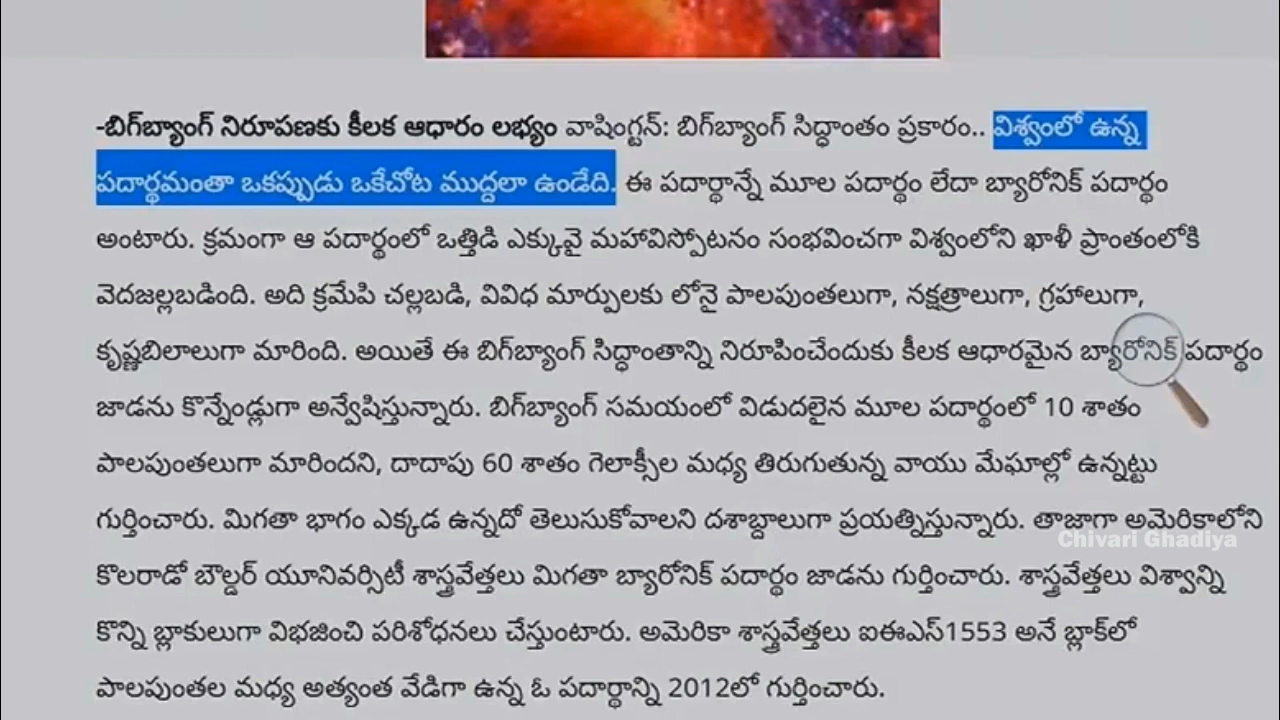 -బిగ్‌బ్యాంగ్ నిరూపణకు కీలక ఆధారం లభ్యం వాషింగ్టన్: బిగ్‌బ్యాంగ్ సిద్ధాంతం ప్రకారం.. విశ్వంలో ఉన్న
పదార్థమంతా ఒకప్పుడు ఒకేచోట ముద్దలా ఉండేది. ఈ పదార్థాన్నే మూల పదార్థం లేదా బ్యారోనిక్ పదార్థం
అంటారు. క్రమంగా ఆ పదార్థంలో ఒత్తిడి ఎక్కువై మహావిస్ఫోటనం సంభవించగా విశ్వంలోని ఖాళీ ప్రాంతంలోకి
వెదజల్లబడింది. అది క్రమేపి చల్లబడి, వివిధ మార్పులకు లోనై పాలపుంతలుగా, నక్షత్రాలుగా, గ్రహాలుగా,
కృష్ణబిలాలుగా మారింది. అయితే ఈ బిగ్‌బ్యాంగ్ సిద్ధాంతాన్ని నిరూపించేందుకు కీలక ఆధారమైన బ్యారోనిక్ పదార్థం
జాడను కొన్నేండ్లుగా అన్వేషిస్తున్నారు. బిగ్‌బ్యాంగ్ సమయంలో విడుదలైన మూల పదార్థంలో 10 శాతం
పాలపుంతలుగా మారిందని, దాదాపు 60 శాతం గెలాక్సీల మధ్య తిరుగుతున్న వాయు మేఘాల్లో ఉన్నట్టు
గుర్తించారు. మిగతా భాగం ఎక్కడ ఉన్నదో తెలుసుకోవాలని దశాబ్దాలుగా ప్రయత్నిస్తున్నారు. తాజాగా అమెరికాలోని
Chivari Ghadiya
కొలరాడో బౌల్డర్ యూనివర్సిటీ శాస్త్రవేత్తలు మిగతా బ్యారోనిక్ పదార్థం జాడను గుర్తించారు. శాస్త్రవేత్తలు విశ్వాన్ని
కొన్ని బ్లాకులుగా విభజించి పరిశోధనలు చేస్తుంటారు. అమెరికా శాస్త్రవేత్తలు ఐఈఎస్1553 అనే బ్లాక్‌లో
పాలపుంతల మధ్య అత్యంత వేడిగా ఉన్న ఓ పదార్థాన్ని 2012లో గుర్తించారు.